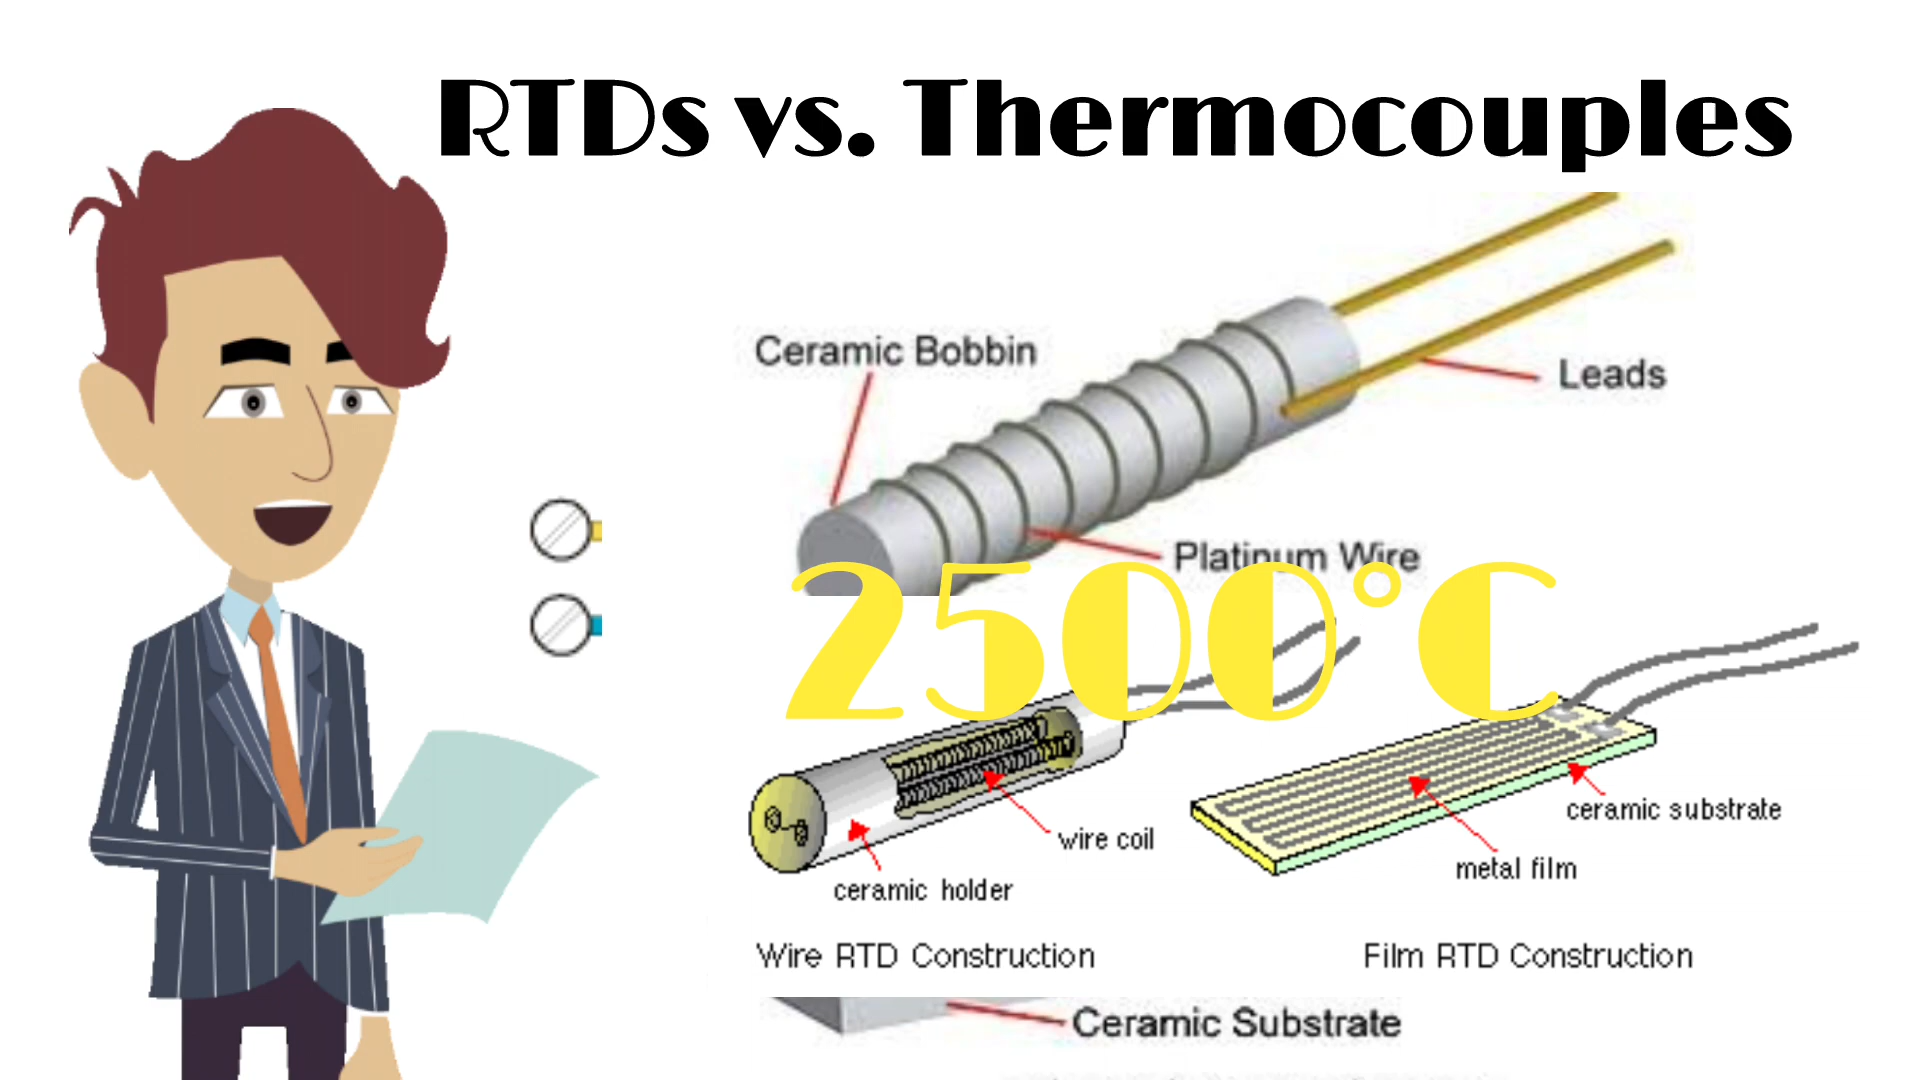 RTDs vs. Thermocouples
Ceramic Bobbin
Leads
Platinum Wire
2500°C
ceramic substrate
wire coil
metal film
ceramic holder
Wire RTD Construction
Film RTD Construction
Ceramic Substrate